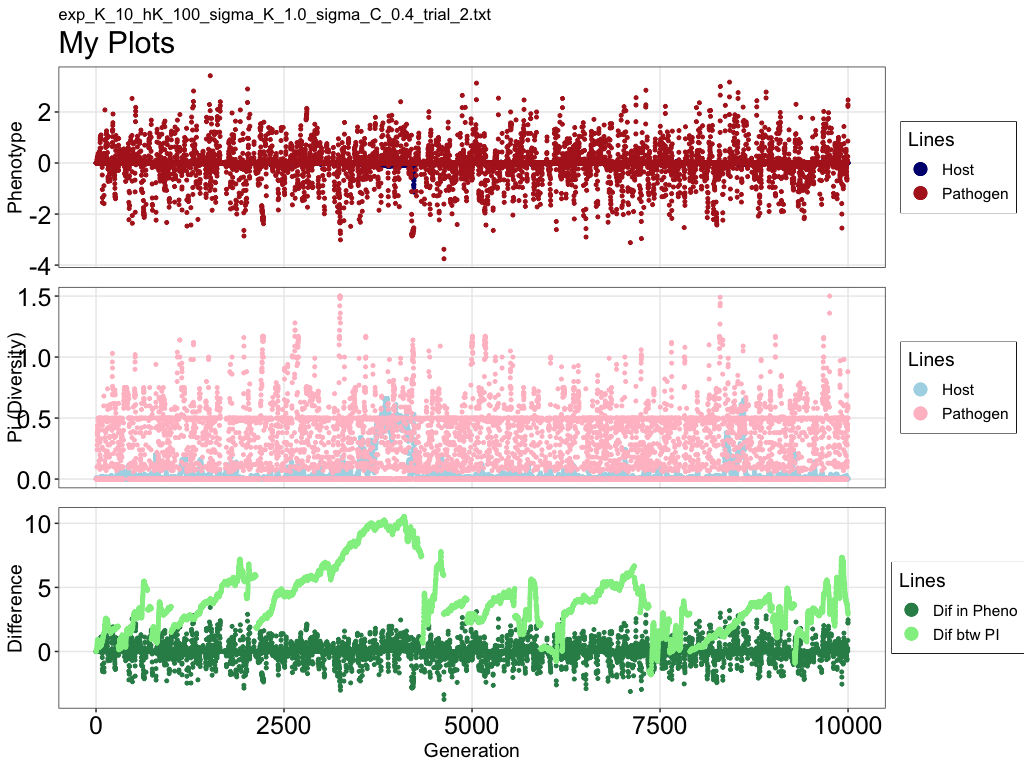 exp_K_10_hK_100_sigma_K_1.0_sigma_C_0.4_trial_2.txt
My Plots
Phenotype
2
0
-2
-4
Lines
Host
Pathogen
Pi (Diversity)
1.5
1.0
0.5
0.0
Lines
Host
Pathogen
Difference
10
5
0
Lines
Dif in Pheno
Dif btw PI
0 2500 5000 7500 10000
Generation